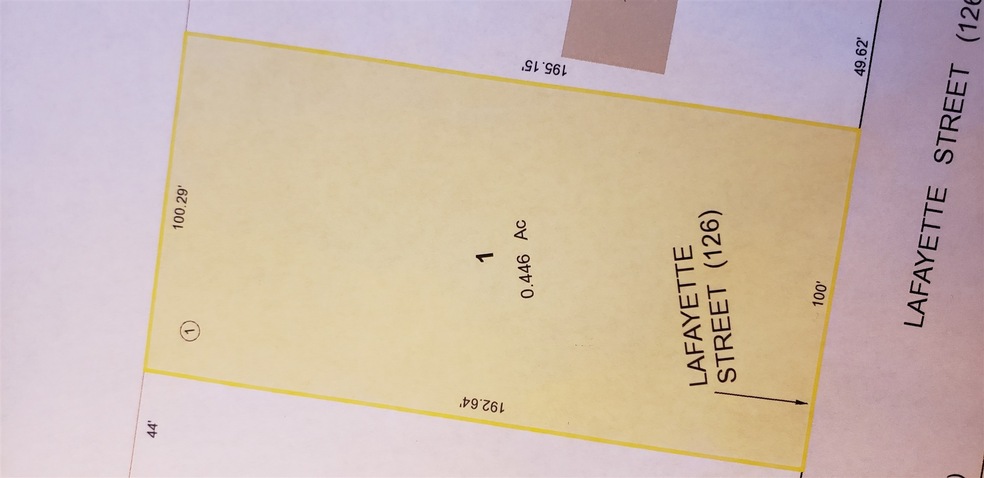 195.15'
49.62'
LAFAYETTE STREET (126
100.29'
1
0.446 Ac
LAFAYETTE
STREET (126)
100'
1
192.64'
44'
)